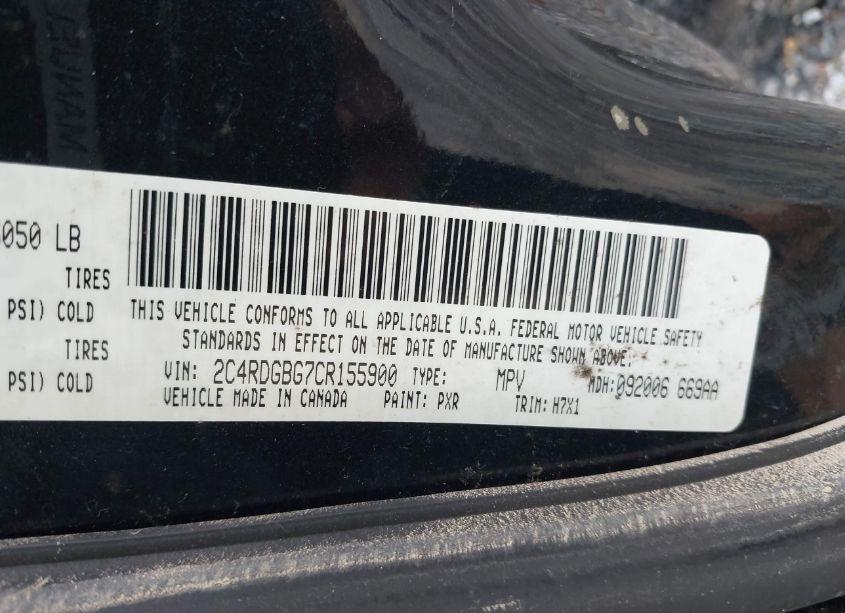 050 LB
TIRES
PSI) COLD
TIRES
PSI) COLD
THIS VEHICLE CONFORMS TO ALL APPLICABLE U.S.A. FEDERAL MOTOR VEHICLE SAFETY
STANDARDS IN EFFECT ON THE DATE OF MANUFACTURE SHOWN ABOVE.
VIN: 2C4RDGBG7CR155900 TYPE: MPV MDH:092006 669AA
VEHICLE MADE IN CANADA PAINT: PXR TRIM: H7X1